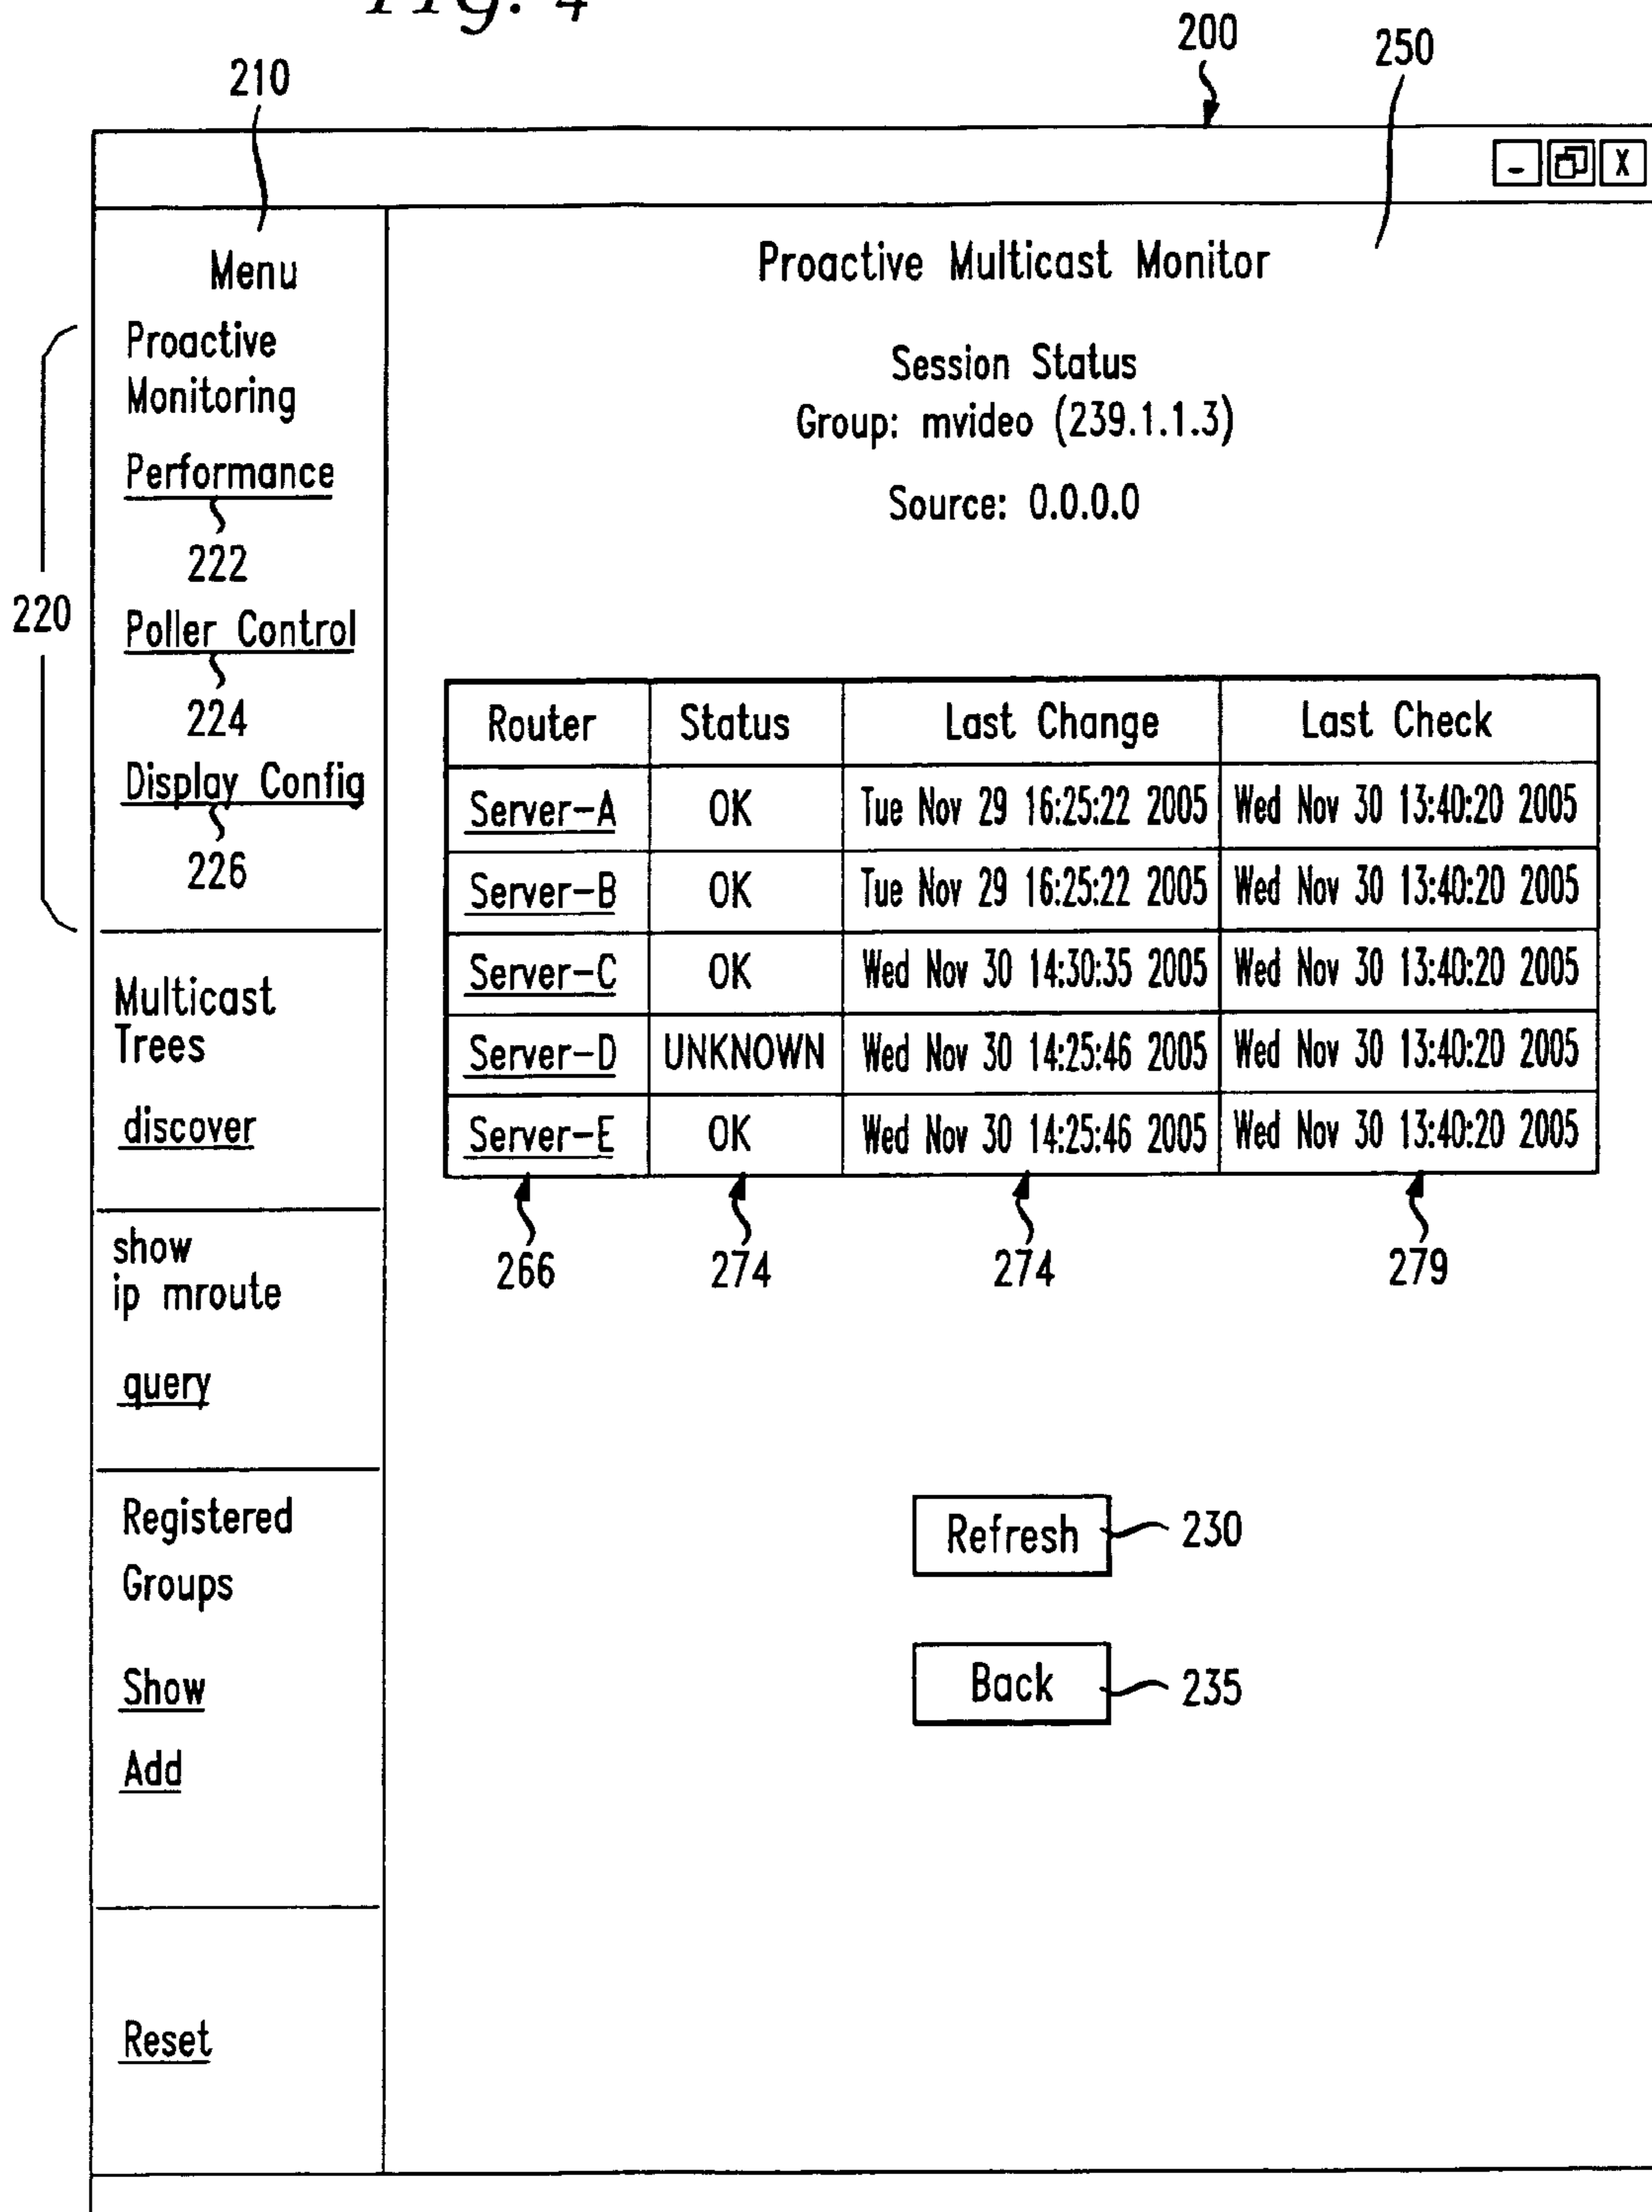 Fig. 4
200
250
210
Menu
Proactive
Monitoring
Performance
222
220
Poller Control
224
Display Config
226
Multicast
Trees
discover
show
ip mroute
query
Registered
Groups
Show
Add
Reset
Proactive Multicast Monitor
Session Status
Group: mvideo (239.1.1.3)
Source: 0.0.0.0
Router Status Last Change Last Check
Server-A OK Tue Nov 29 16:25:22 2005 Wed Nov 30 13:40:20 2005
Server-B OK Tue Nov 29 16:25:22 2005 Wed Nov 30 13:40:20 2005
Server-C OK Wed Nov 30 14:30:35 2005 Wed Nov 30 13:40:20 2005
Server-D UNKNOWN Wed Nov 30 14:25:46 2005 Wed Nov 30 13:40:20 2005
Server-E OK Wed Nov 30 14:25:46 2005 Wed Nov 30 13:40:20 2005
266 274 274 279
Refresh 230
Back 235